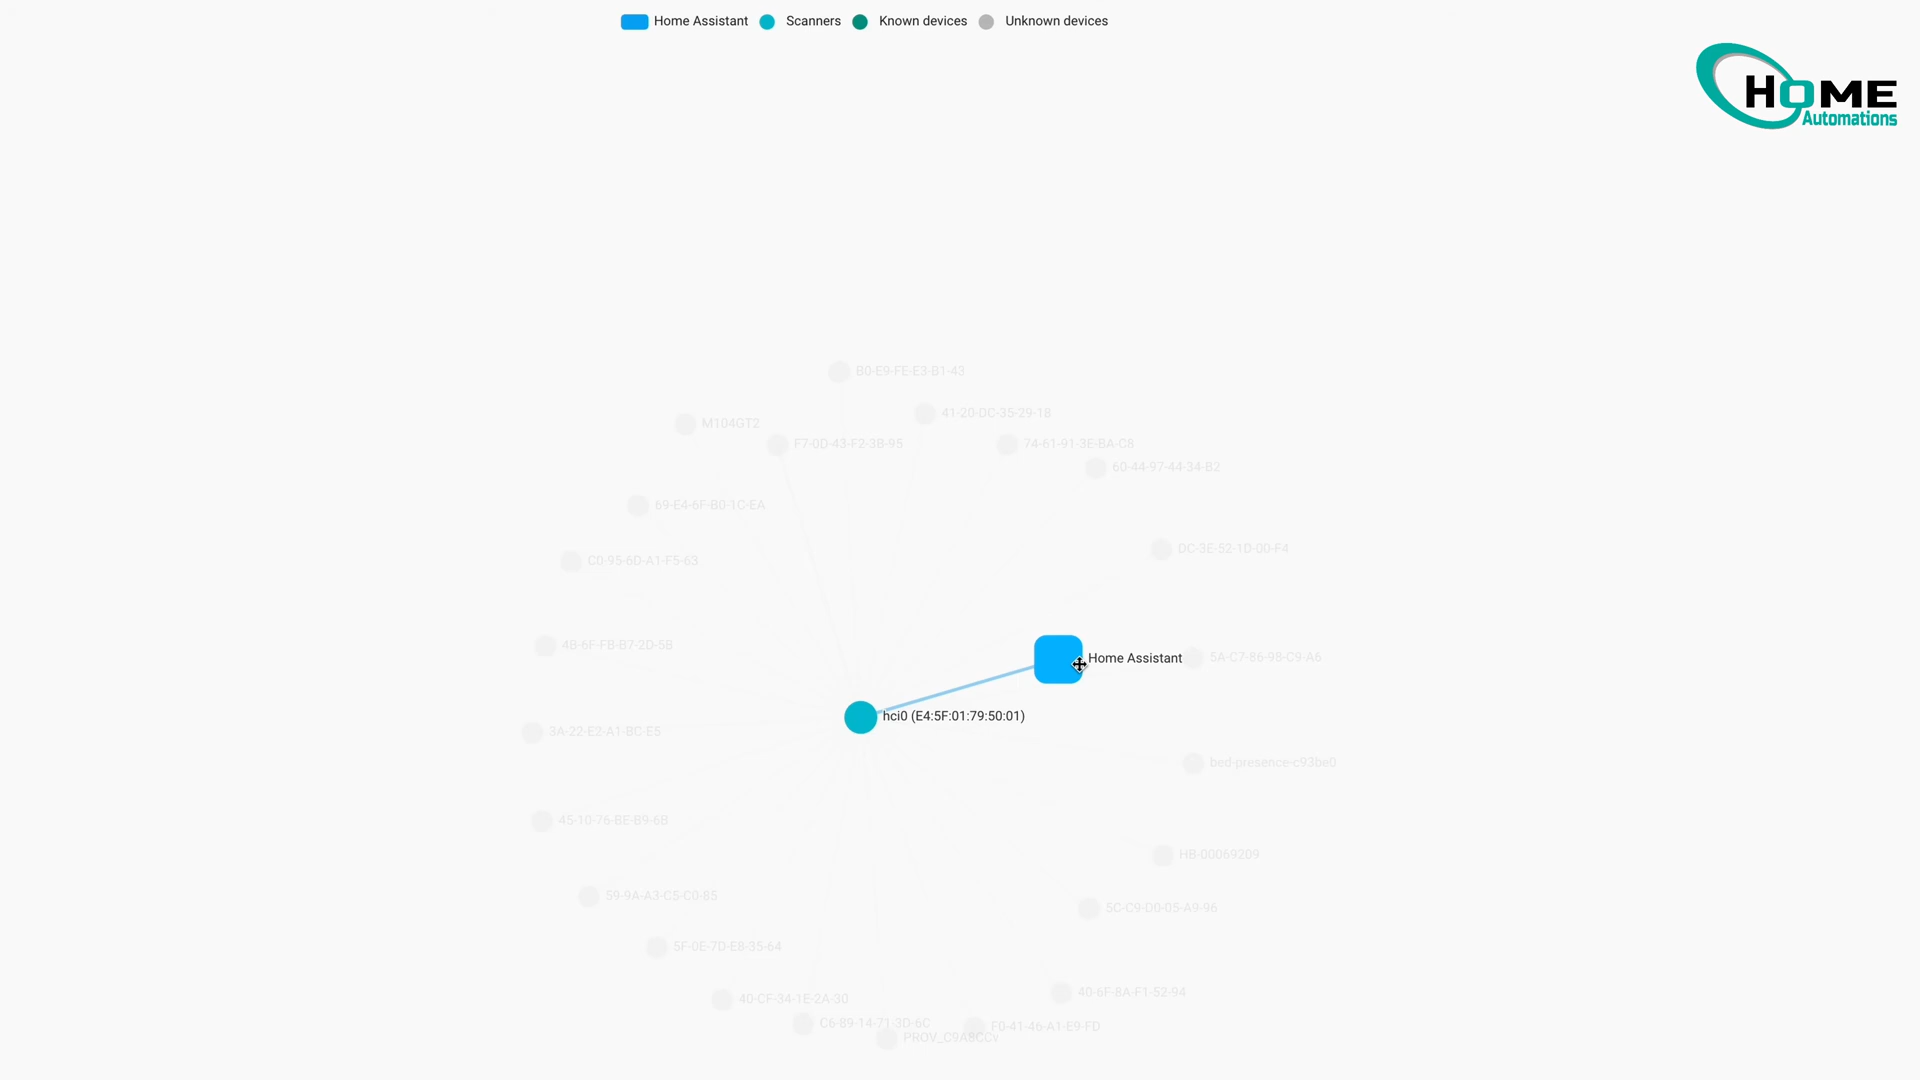 Home Assistant
Scanners
Known devices
Unknown devices
HOME
Automations
B0-E9-FE-E3-B1-43
41-20-DC-35-29-18
M104GT2
F7-0D-43-F2-3B-95
74-61-91-3E-BA-C8
60-44-97-44-34-B2
69-E4-6F-B0-1C-EA
DC-3E-52-1D-00-F4
C0-95-6D-A1-F5-63
4B-6F-FB-B7-2D-5B
Home Assistant
5A-C7-86-98-C9-A6
hci0 (E4:5F:01:79:50:01)
3A-22-E2-A1-BC-E5
bed-presence-c93be0
45-10-76-BE-B9-6B
HB-00069209
59-9A-A3-C5-C0-85
5C-C9-D0-05-A9-96
5F-0E-7D-E8-35-64
40-6F-8A-F1-52-94
40-CF-34-1E-2A-30
C6-89-14-71-3D-6C
F0-41-46-A1-E9-FD